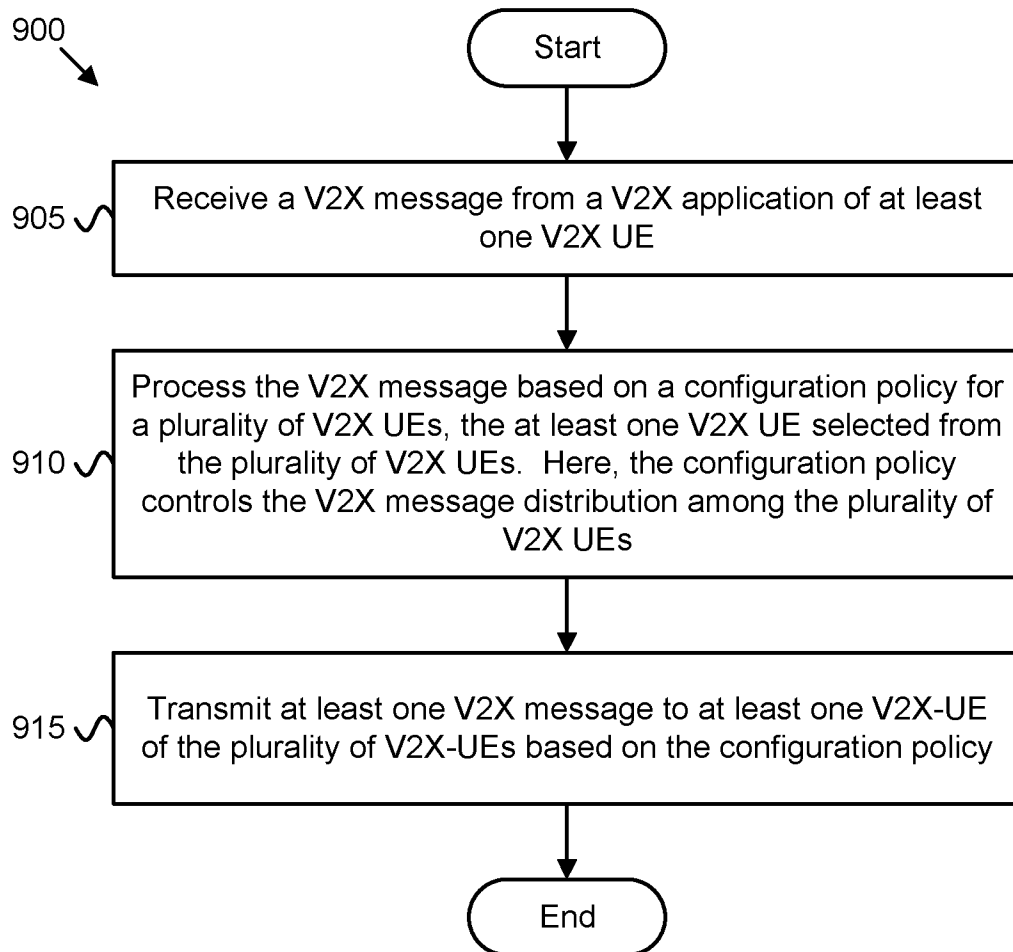 900
Start
905
Receive a V2X message from a V2X application of at least
one V2X UE
910
Process the V2X message based on a configuration policy for
a plurality of V2X UEs, the at least one V2X UE selected from
the plurality of V2X UEs.  Here, the configuration policy
controls the V2X message distribution among the plurality of
V2X UEs
915
Transmit at least one V2X message to at least one V2X-UE
of the plurality of V2X-UEs based on the configuration policy
End